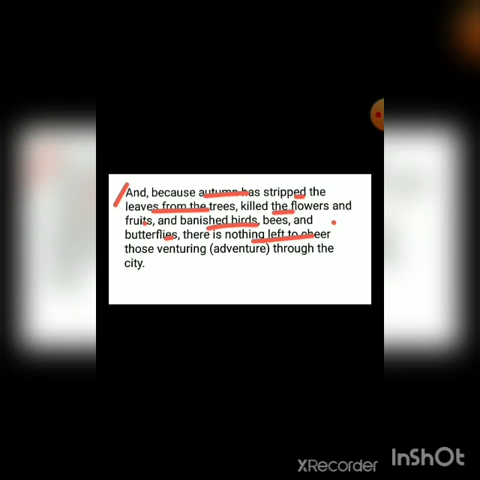 And, because autumn has stripped the
leaves from the trees, killed the flowers and
fruits, and banished birds, bees, and
butterflies, there is nothing left to cheer
those venturing (adventure) through the
city.
XRecorder
InShOt